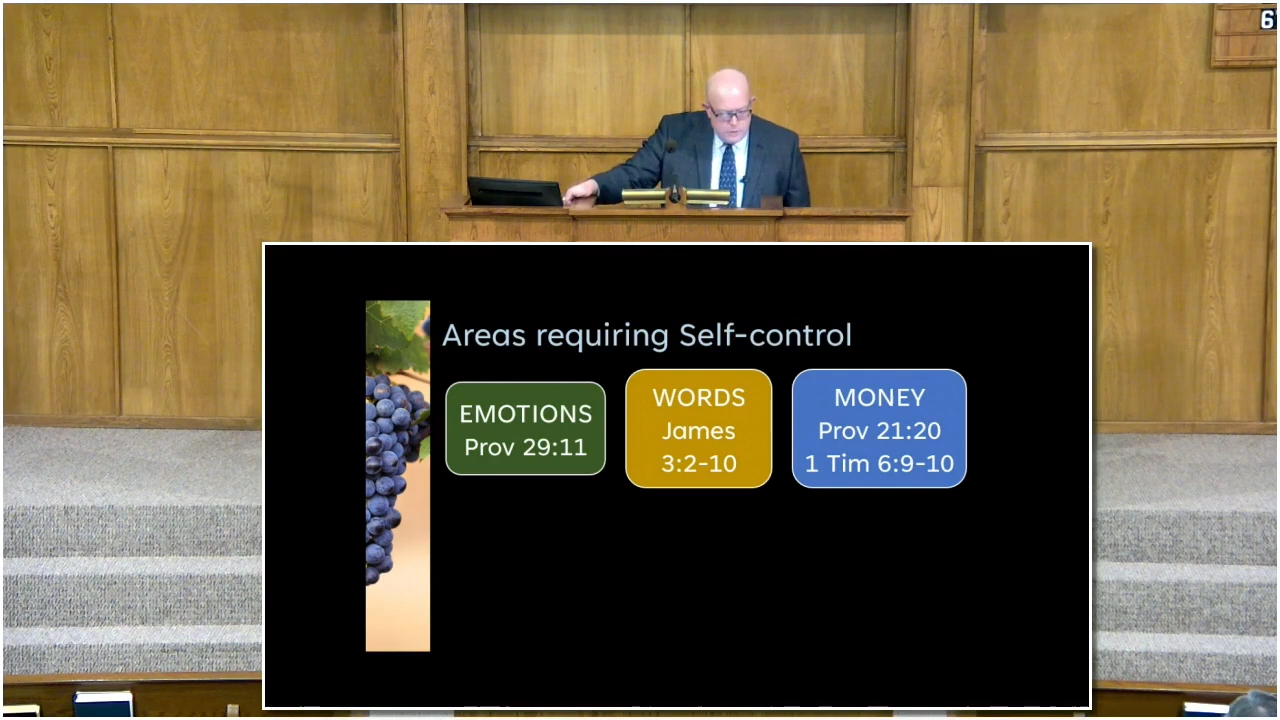 6
Areas requiring Self-control
EMOTIONS
Prov 29:11
WORDS
James
3:2-10
MONEY
Prov 21:20
1 Tim 6:9-10